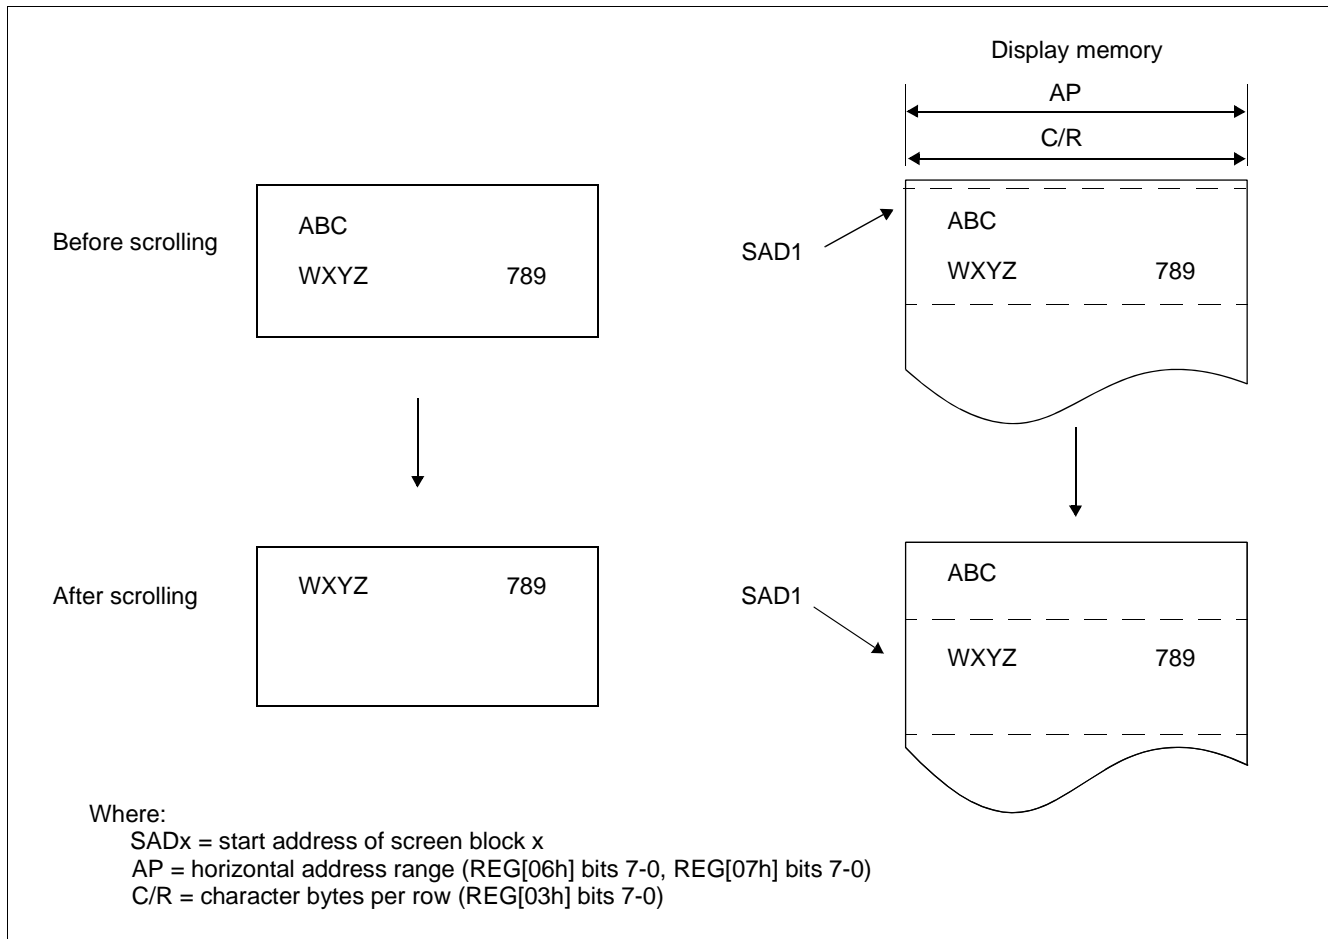 Display memory
AP
C/R
Before scrolling
ABC
WXYZ 789
SAD1
ABC
WXYZ 789
After scrolling
WXYZ 789
SAD1
ABC
WXYZ 789
Where:
SADx = start address of screen block x
AP = horizontal address range (REG[06h] bits 7-0, REG[07h] bits 7-0)
C/R = character bytes per row (REG[03h] bits 7-0)